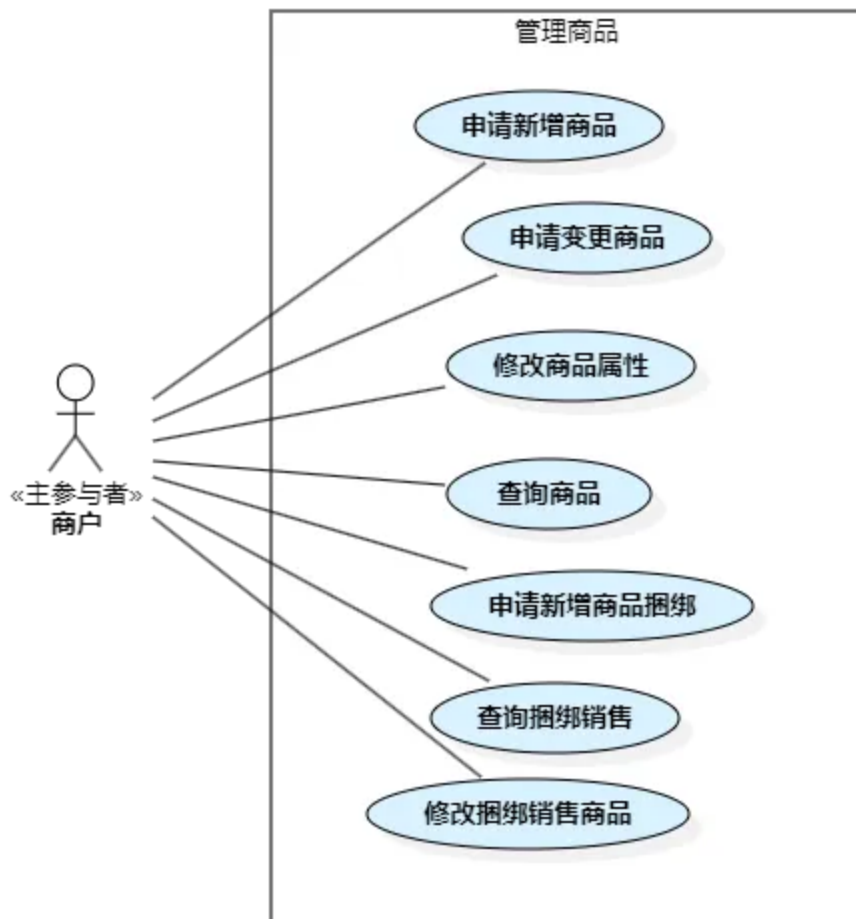 管理商品
申请新增商品
申请变更商品
修改商品属性
查询商品
«主参与者»
商户
申请新增商品捆绑
查询捆绑销售
修改捆绑销售商品